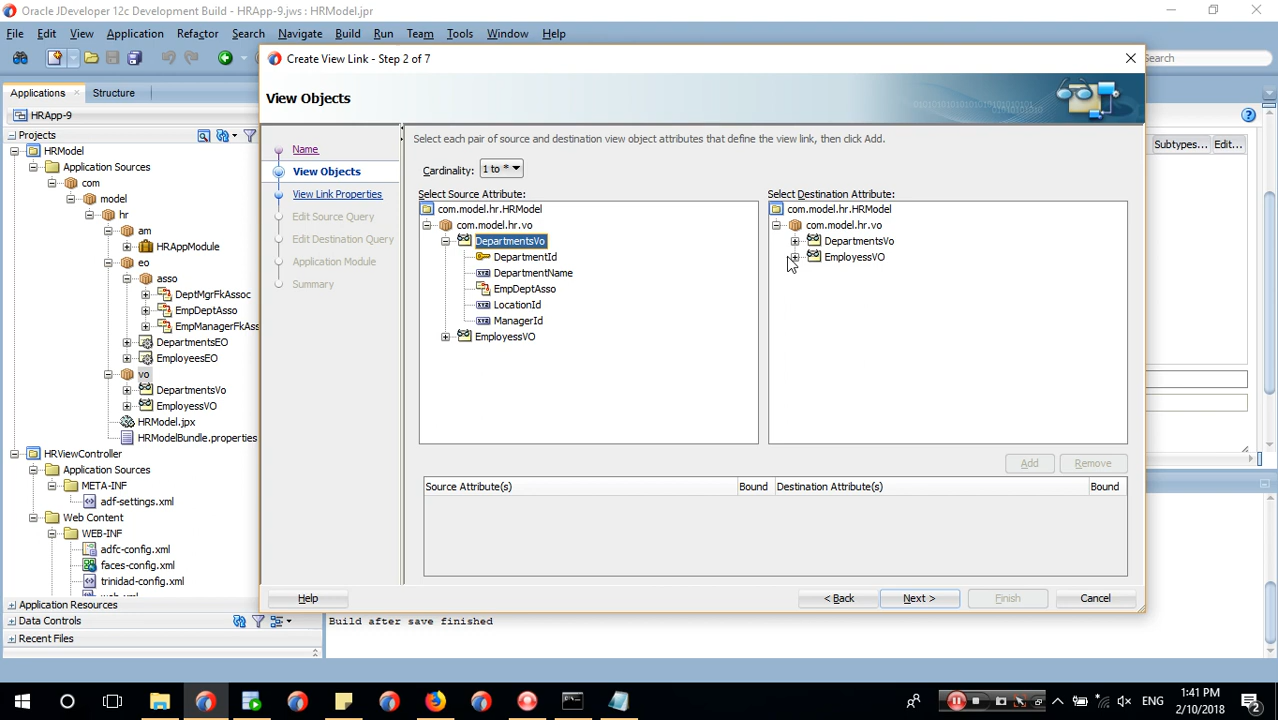 Oracle JDeveloper 12c Development Build - HRApp-9.jws : HRModel.jpr
File Edit View Application Refactor Search Navigate Build Run Team Tools Window Help
Search
Applications Structure
HRApp-9
Projects
HRModel
Application Sources
com
model
hr
am
HRAppModule
eo
asso
DeptMgrFkAssoc
EmpDeptAsso
EmpManagerFkAss
DepartmentsEO
EmployeesEO
vo
DepartmentsVo
EmployessVO
HRModel.jpx
HRModelBundle.properties
HRViewController
Application Sources
META-INF
adf-settings.xml
Web Content
WEB-INF
adfc-config.xml
faces-config.xml
trinidad-config.xml
Application Resources
Data Controls
Recent Files
Create View Link - Step 2 of 7
View Objects
Name
View Objects
View Link Properties
Edit Source Query
Edit Destination Query
Application Module
Summary
Select each pair of source and destination view object attributes that define the view link, then click Add.
Cardinality: 1 to *
Select Source Attribute:
com.model.hr.HRModel
com.model.hr.vo
DepartmentsVo
DepartmentId
DepartmentName
EmpDeptAsso
LocationId
ManagerId
EmployessVO
Select Destination Attribute:
com.model.hr.HRModel
com.model.hr.vo
DepartmentsVo
EmployessVO
Add Remove
Source Attribute(s) Bound Destination Attribute(s) Bound
Help < Back Next > Finish Cancel
Subtypes... Edit...
Build after save finished
ENG 1:41 PM
2/10/2018
2